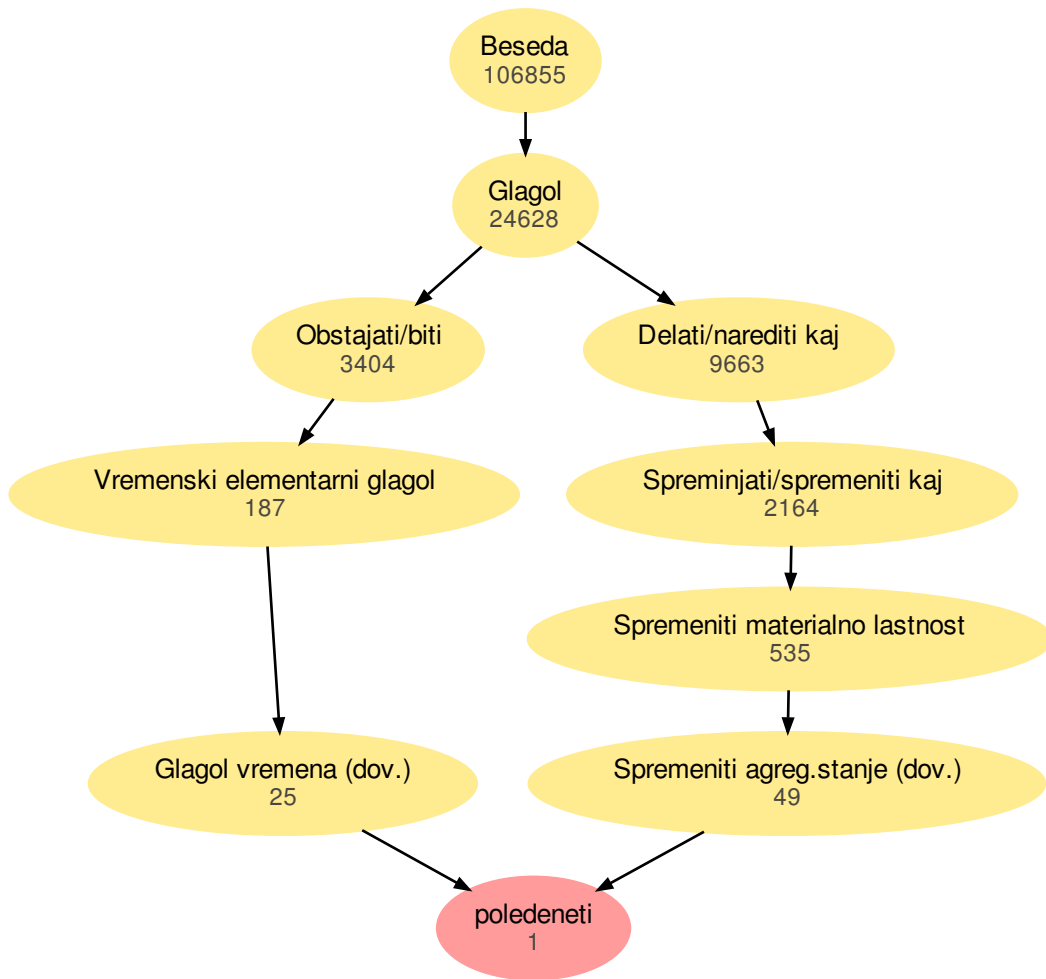 Beseda
106855
Glagol
24628
Obstajati/biti
3404
Delati/narediti kaj
9663
Vremenski elementarni glagol
187
Spreminjati/spremeniti kaj
2164
Spremeniti materialno lastnost
535
Glagol vremena (dov.)
25
Spremeniti agreg.stanje (dov.)
49
poledeneti
1